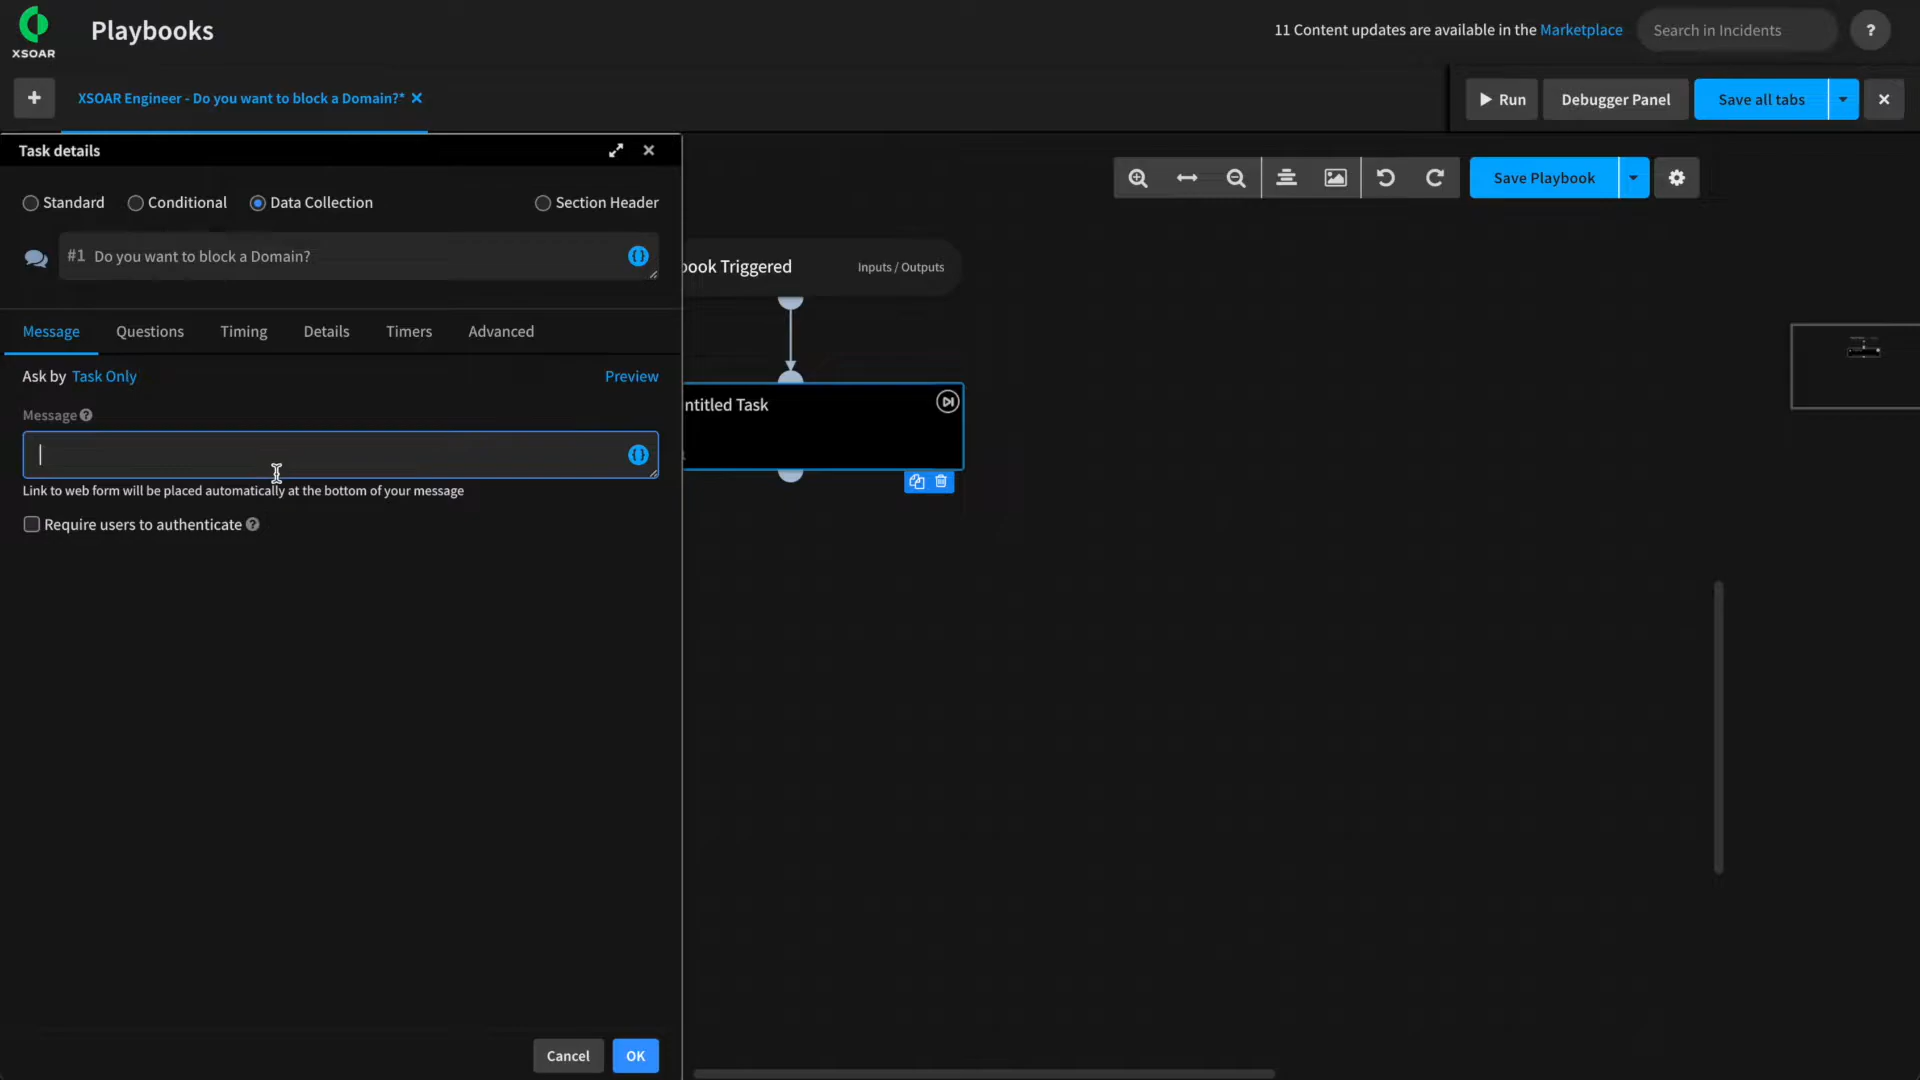 XSOAR
Playbooks
11 Content updates are available in the Marketplace
Search in Incidents
?
+
XSOAR Engineer - Do you want to block a Domain?*
Run
Debugger Panel
Save all tabs
Task details
Standard
Conditional
Data Collection
Section Header
#1 Do you want to block a Domain?
Save Playbook
book Triggered
Inputs / Outputs
Message
Questions
Timing
Details
Timers
Advanced
Ask by Task Only
Preview
ntitled Task
Message
Link to web form will be placed automatically at the bottom of your message
Require users to authenticate
Cancel
OK